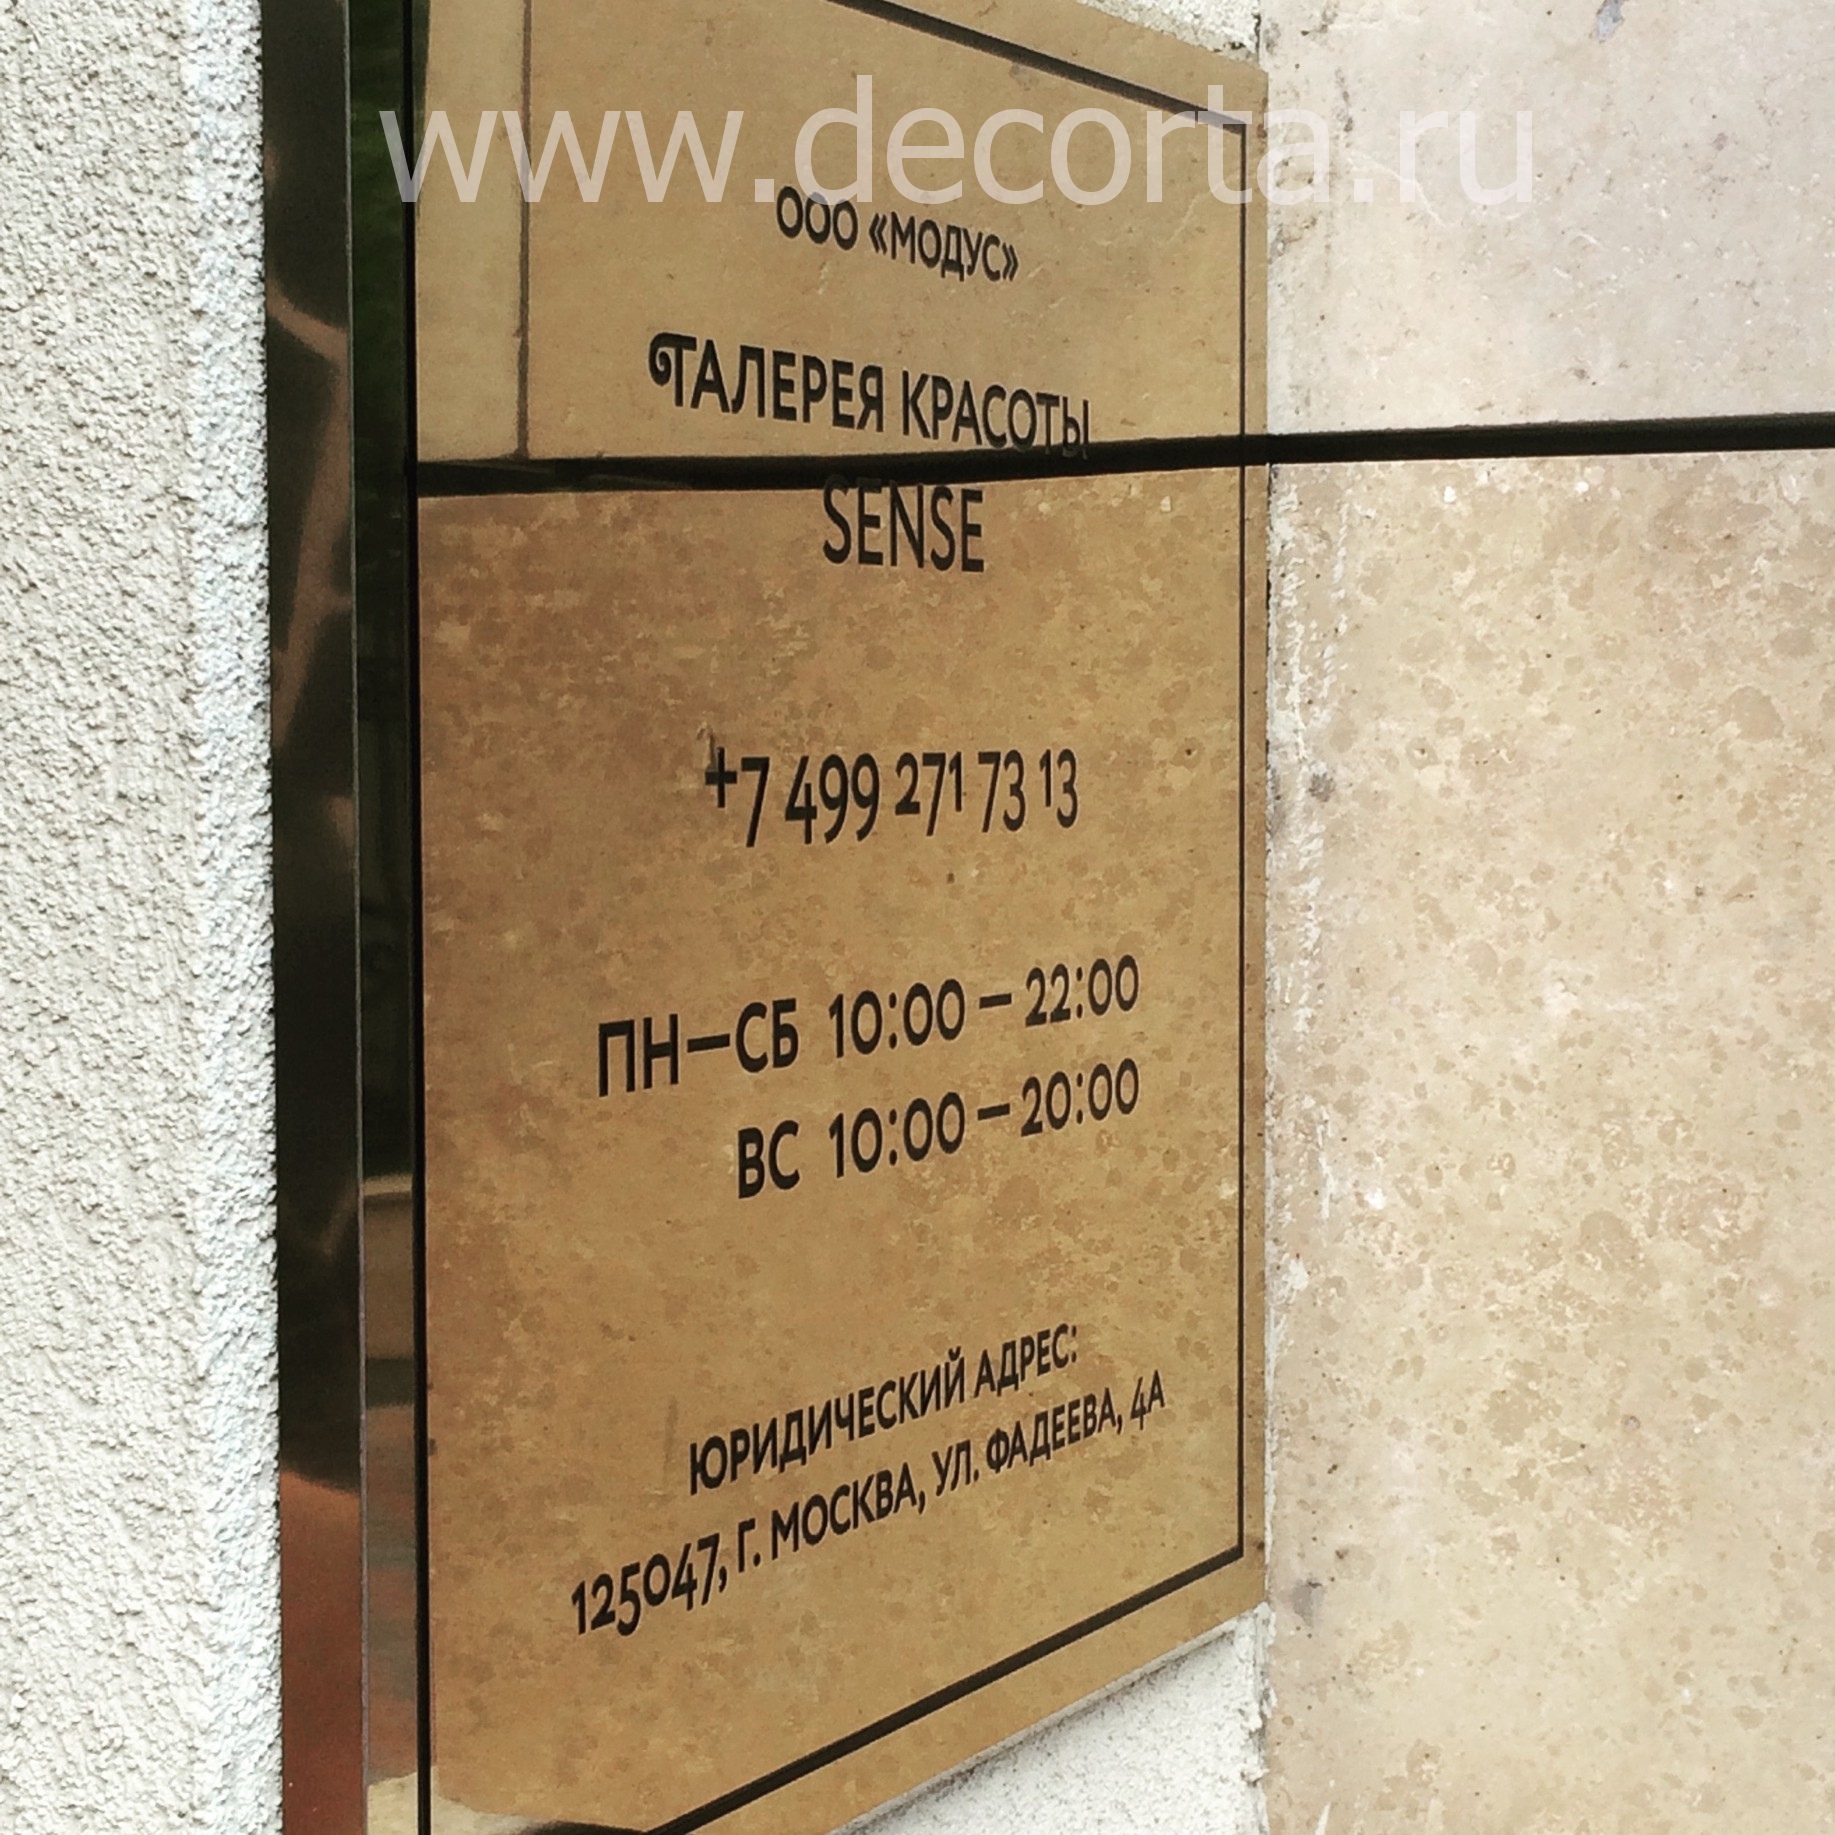 www.decorta.ru
ООО «МОДУС»
ГАЛЕРЕЯ КРАСОТЫ
SENSE
+7 499 271 73 13
ПН–СБ 10:00 – 22:00
ВС 10:00 – 20:00
ЮРИДИЧЕСКИЙ АДРЕС:
125047, Г. МОСКВА, УЛ. ФАДЕЕВА, 4А